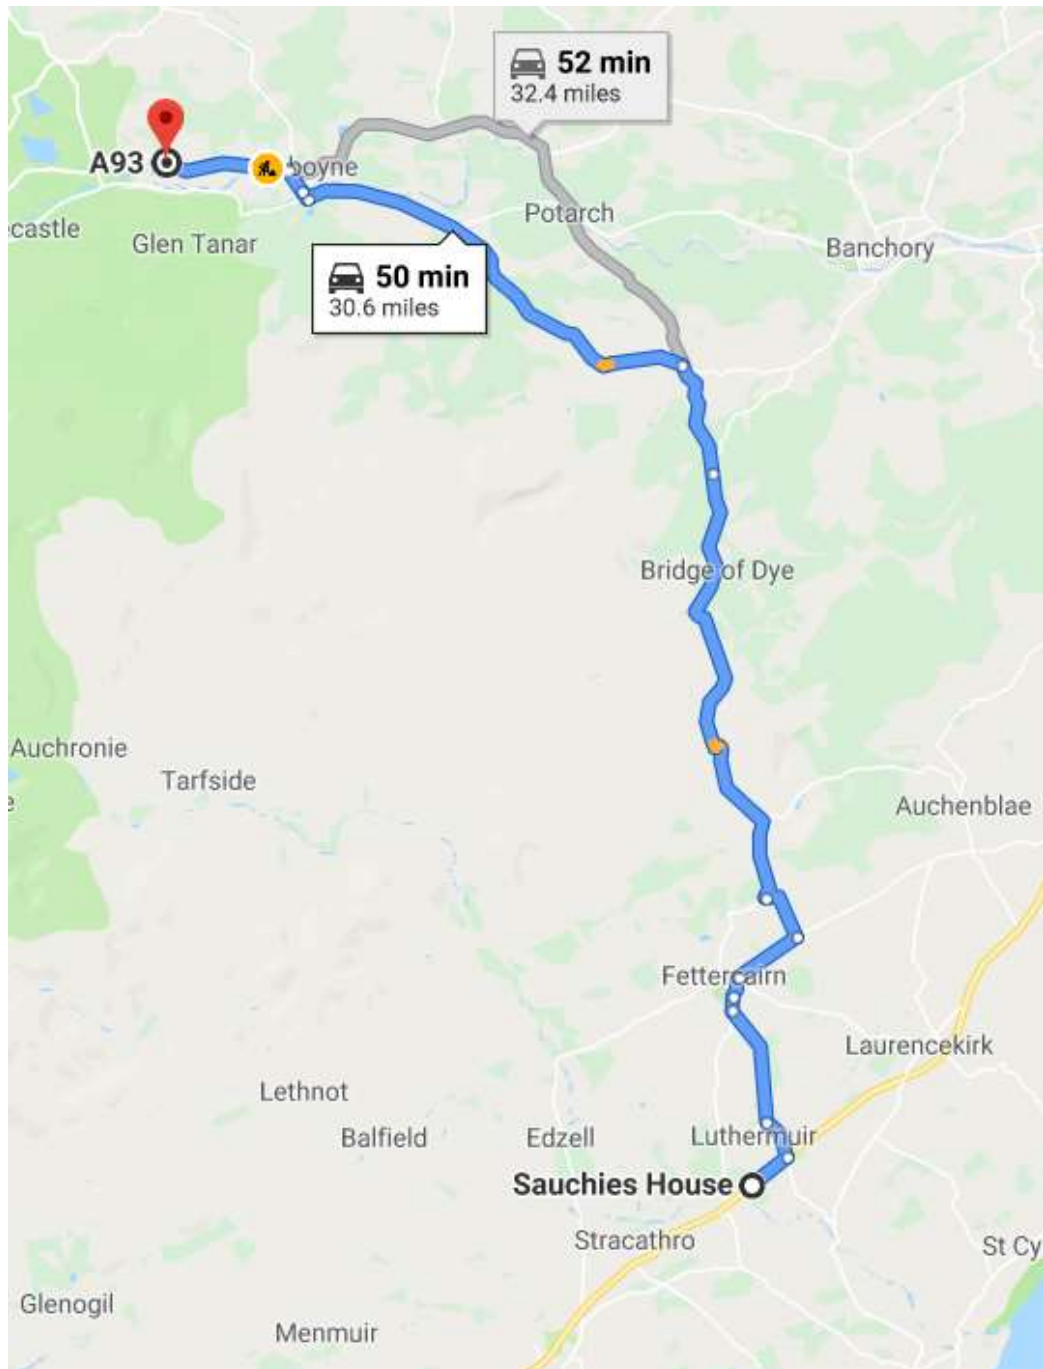 52 min
32.4 miles
A93
boyne
Potarch
ecastle
Glen Tanar
Banchory
50 min
30.6 miles
Bridge of Dye
Auchronie
Tarfside
e
Auchenblae
Fettercairn
Laurencekirk
Lethnot
Balfield
Edzell
Luthermuir
Sauchies House
Stracathro
St Cy
Glenogil
Menmuir